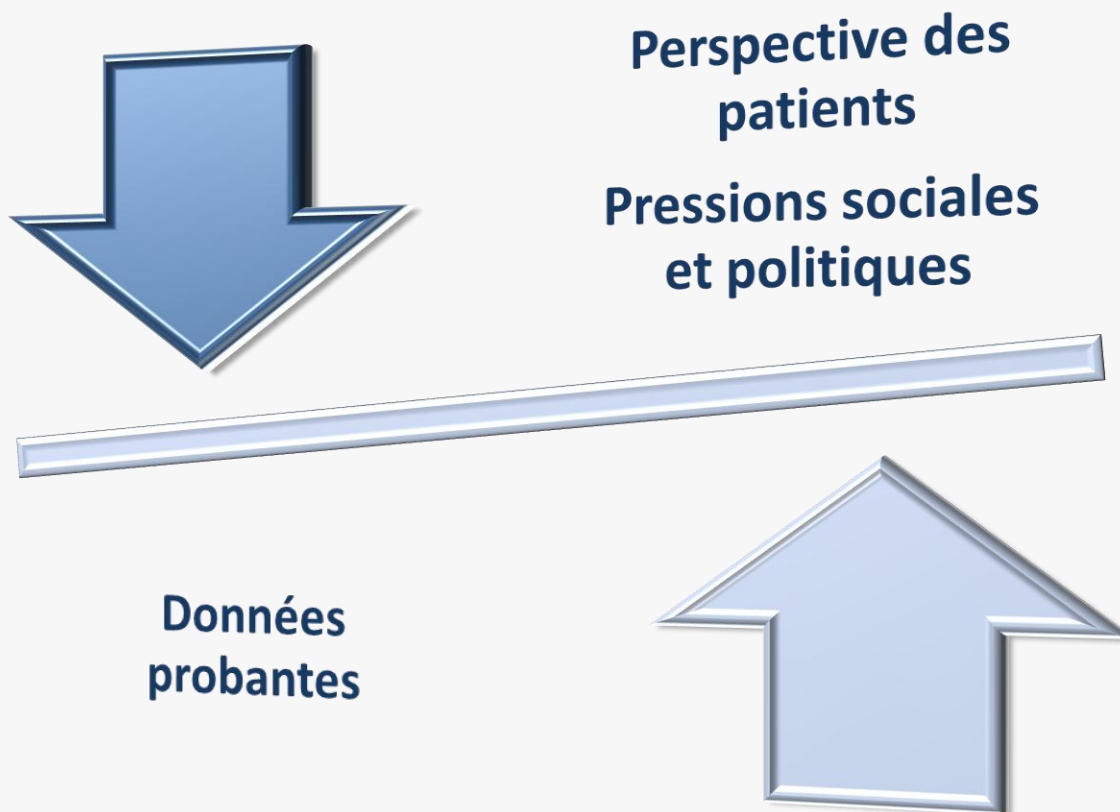 Perspective des
patients
Pressions sociales
et politiques
Données
probantes